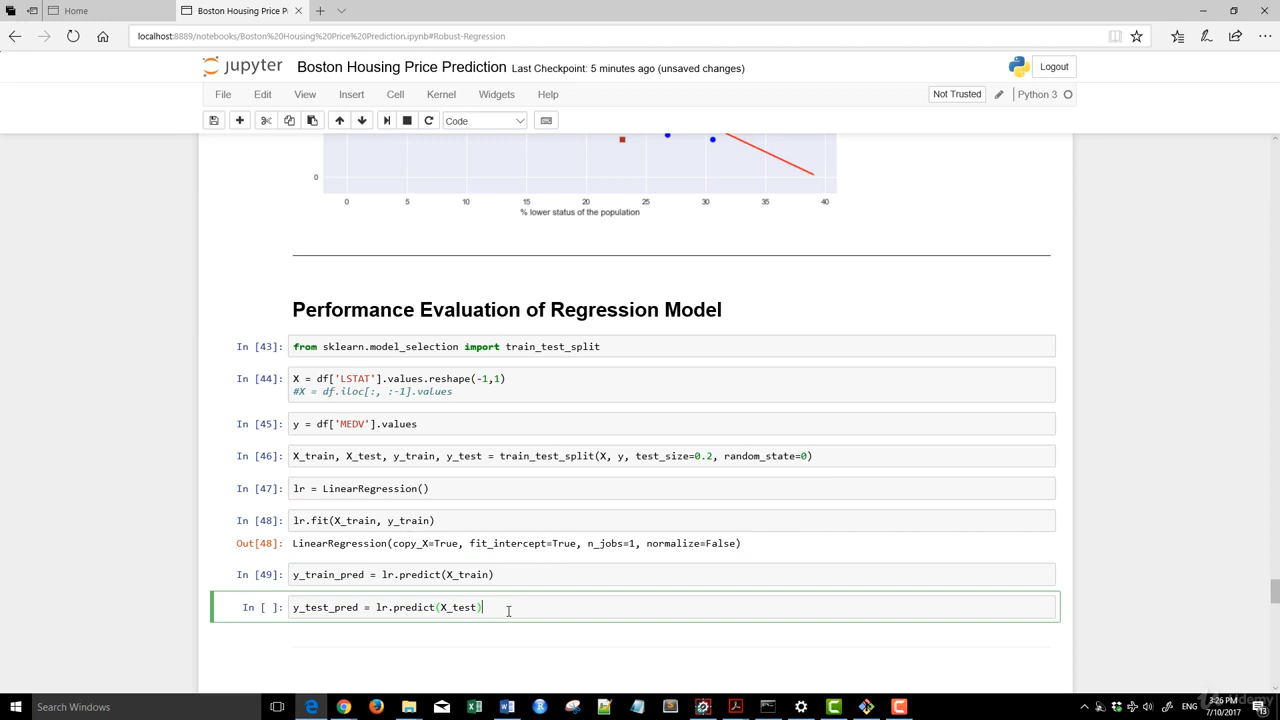 Home
Boston Housing Price P
localhost:8889/notebooks/Boston%20Housing%20Price%20Prediction.ipynb#Robust-Regression
jupyter Boston Housing Price Prediction Last Checkpoint: 5 minutes ago (unsaved changes)
Logout
File Edit View Insert Cell Kernel Widgets Help
Not Trusted
Python 3
Code
0
0 5 10 15 20 25 30 35 40
% lower status of the population
Performance Evaluation of Regression Model
In [43]: from sklearn.model_selection import train_test_split
In [44]: X = df['LSTAT'].values.reshape(-1,1)
#X = df.iloc[:, :-1].values
In [45]: y = df['MEDV'].values
In [46]: X_train, X_test, y_train, y_test = train_test_split(X, y, test_size=0.2, random_state=0)
In [47]: lr = LinearRegression()
In [48]: lr.fit(X_train, y_train)
Out[48]: LinearRegression(copy_X=True, fit_intercept=True, n_jobs=1, normalize=False)
In [49]: y_train_pred = lr.predict(X_train)
In [ ]: y_test_pred = lr.predict(X_test)
Search Windows
3:26 PM
7/10/2017
13